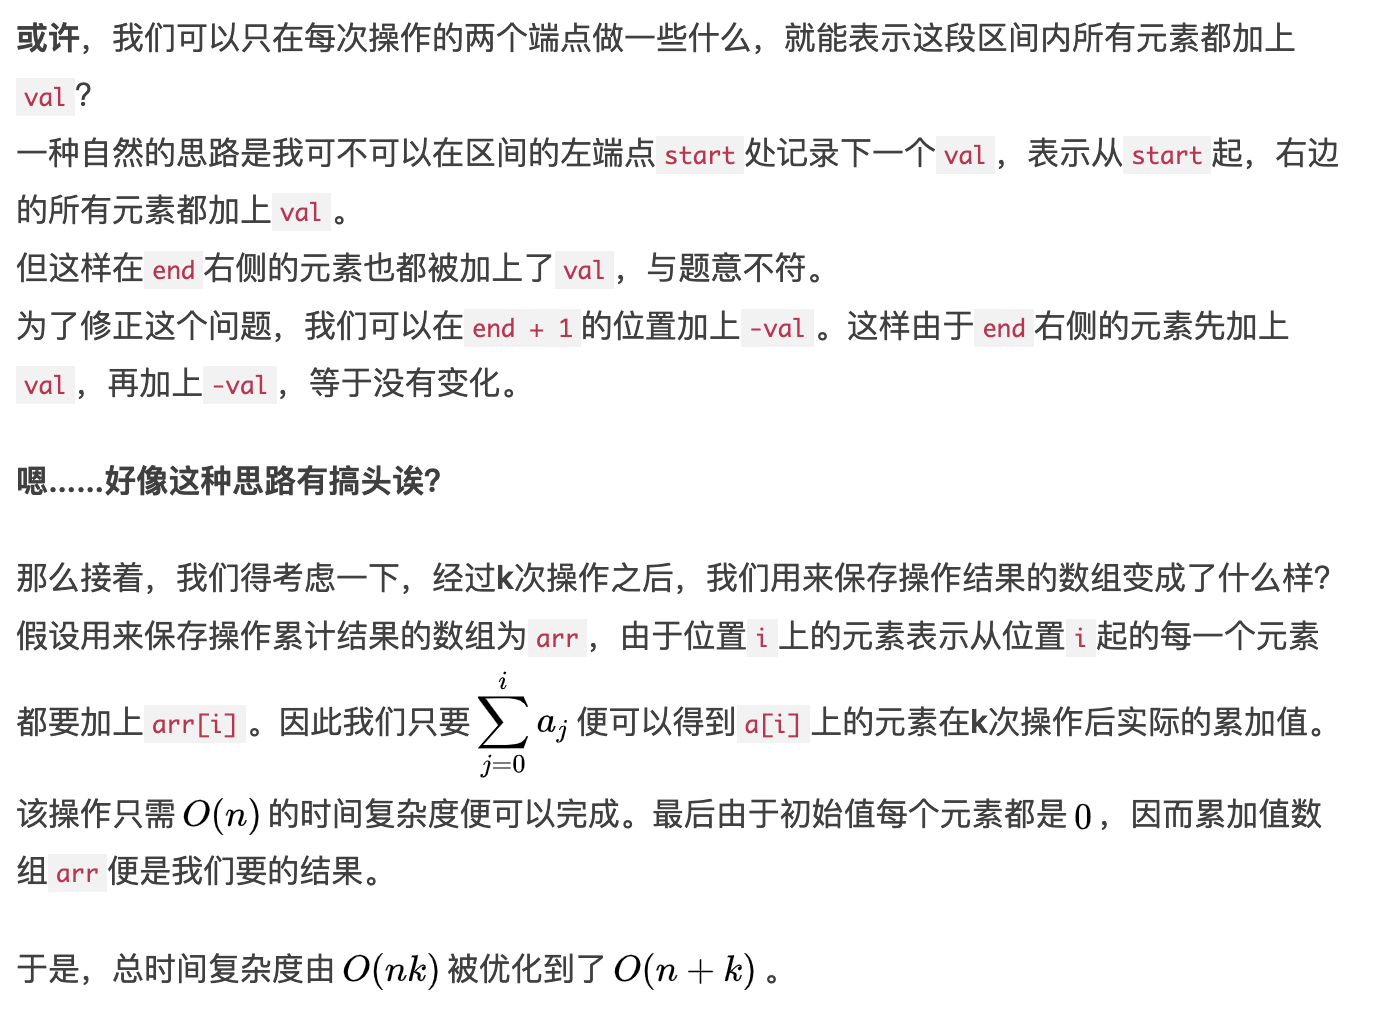 或许，我们可以只在每次操作的两个端点做一些什么，就能表示这段区间内所有元素都加上
val？
一种自然的思路是我可不可以在区间的左端点 start 处记录下一个 val，表示从 start 起，右边
的所有元素都加上 val。
但这样在 end 右侧的元素也都被加上了 val，与题意不符。
为了修正这个问题，我们可以在 end + 1 的位置加上 -val。这样由于 end 右侧的元素先加上
val，再加上 -val，等于没有变化。
嗯……好像这种思路有搞头诶？
那么接着，我们得考虑一下，经过k次操作之后，我们用来保存操作结果的数组变成了什么样？
假设用来保存操作累计结果的数组为 arr，由于位置 i 上的元素表示从位置 i 起的每一个元素
都要加上 arr[i]。因此我们只要 \sum_{j=0}^{i} a_j 便可以得到 a[i] 上的元素在k次操作后实际的累加值。
该操作只需 O(n) 的时间复杂度便可以完成。最后由于初始值每个元素都是 0，因而累加值数
组 arr 便是我们要的结果。
于是，总时间复杂度由 O(nk) 被优化到了 O(n + k)。